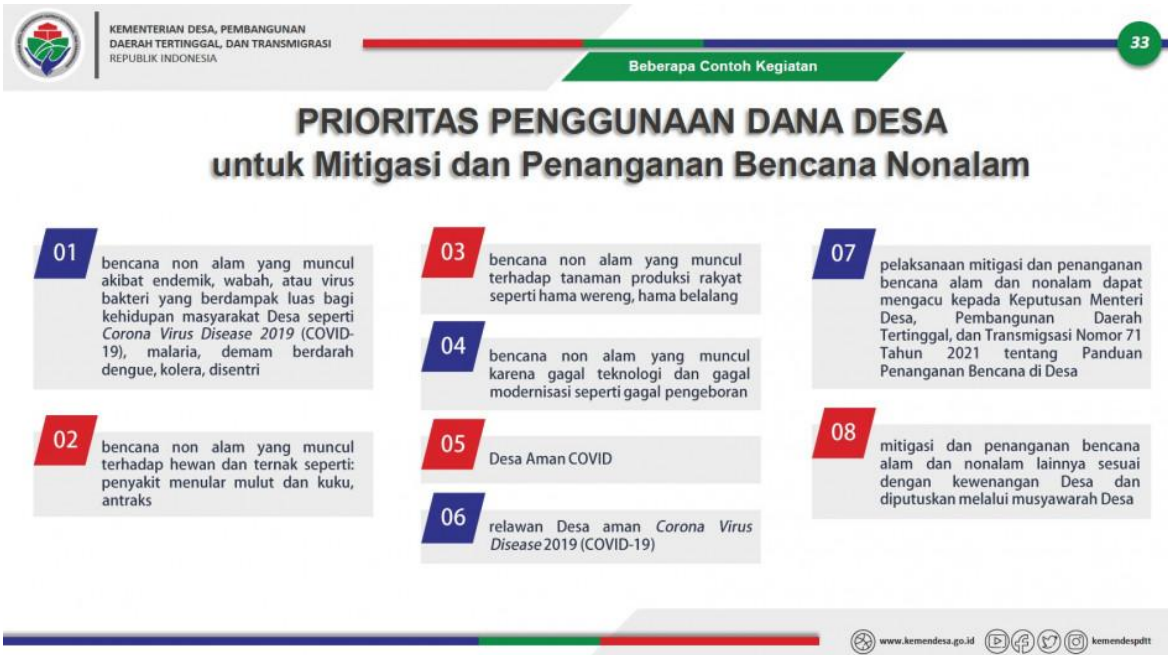 KEMENTERIAN DESA, PEMBANGUNAN
DAERAH TERTINGGAL, DAN TRANSMIGRASI
REPUBLIK INDONESIA
Beberapa Contoh Kegiatan
33
PRIORITAS PENGGUNAAN DANA DESA
untuk Mitigasi dan Penanganan Bencana Nonalam
01
bencana non alam yang muncul
akibat endemik, wabah, atau virus
bakteri yang berdampak luas bagi
kehidupan masyarakat Desa seperti
Corona Virus Disease 2019 (COVID-
19), malaria, demam berdarah
dengue, kolera, disentri
02
bencana non alam yang muncul
terhadap hewan dan ternak seperti:
penyakit menular mulut dan kuku,
antraks
03
bencana non alam yang muncul
terhadap tanaman produksi rakyat
seperti hama wereng, hama belalang
04
bencana non alam yang muncul
karena gagal teknologi dan gagal
modernisasi seperti gagal pengeboran
05
Desa Aman COVID
06
relawan Desa aman Corona Virus
Disease 2019 (COVID-19)
07
pelaksanaan mitigasi dan penanganan
bencana alam dan nonalam dapat
mengacu kepada Keputusan Menteri
Desa, Pembangunan Daerah
Tertinggal, dan Transmigsasi Nomor 71
Tahun 2021 tentang Panduan
Penanganan Bencana di Desa
08
mitigasi dan penanganan bencana
alam dan nonalam lainnya sesuai
dengan kewenangan Desa dan
diputuskan melalui musyawarah Desa
www.kemendesa.go.id
kemendespdtt